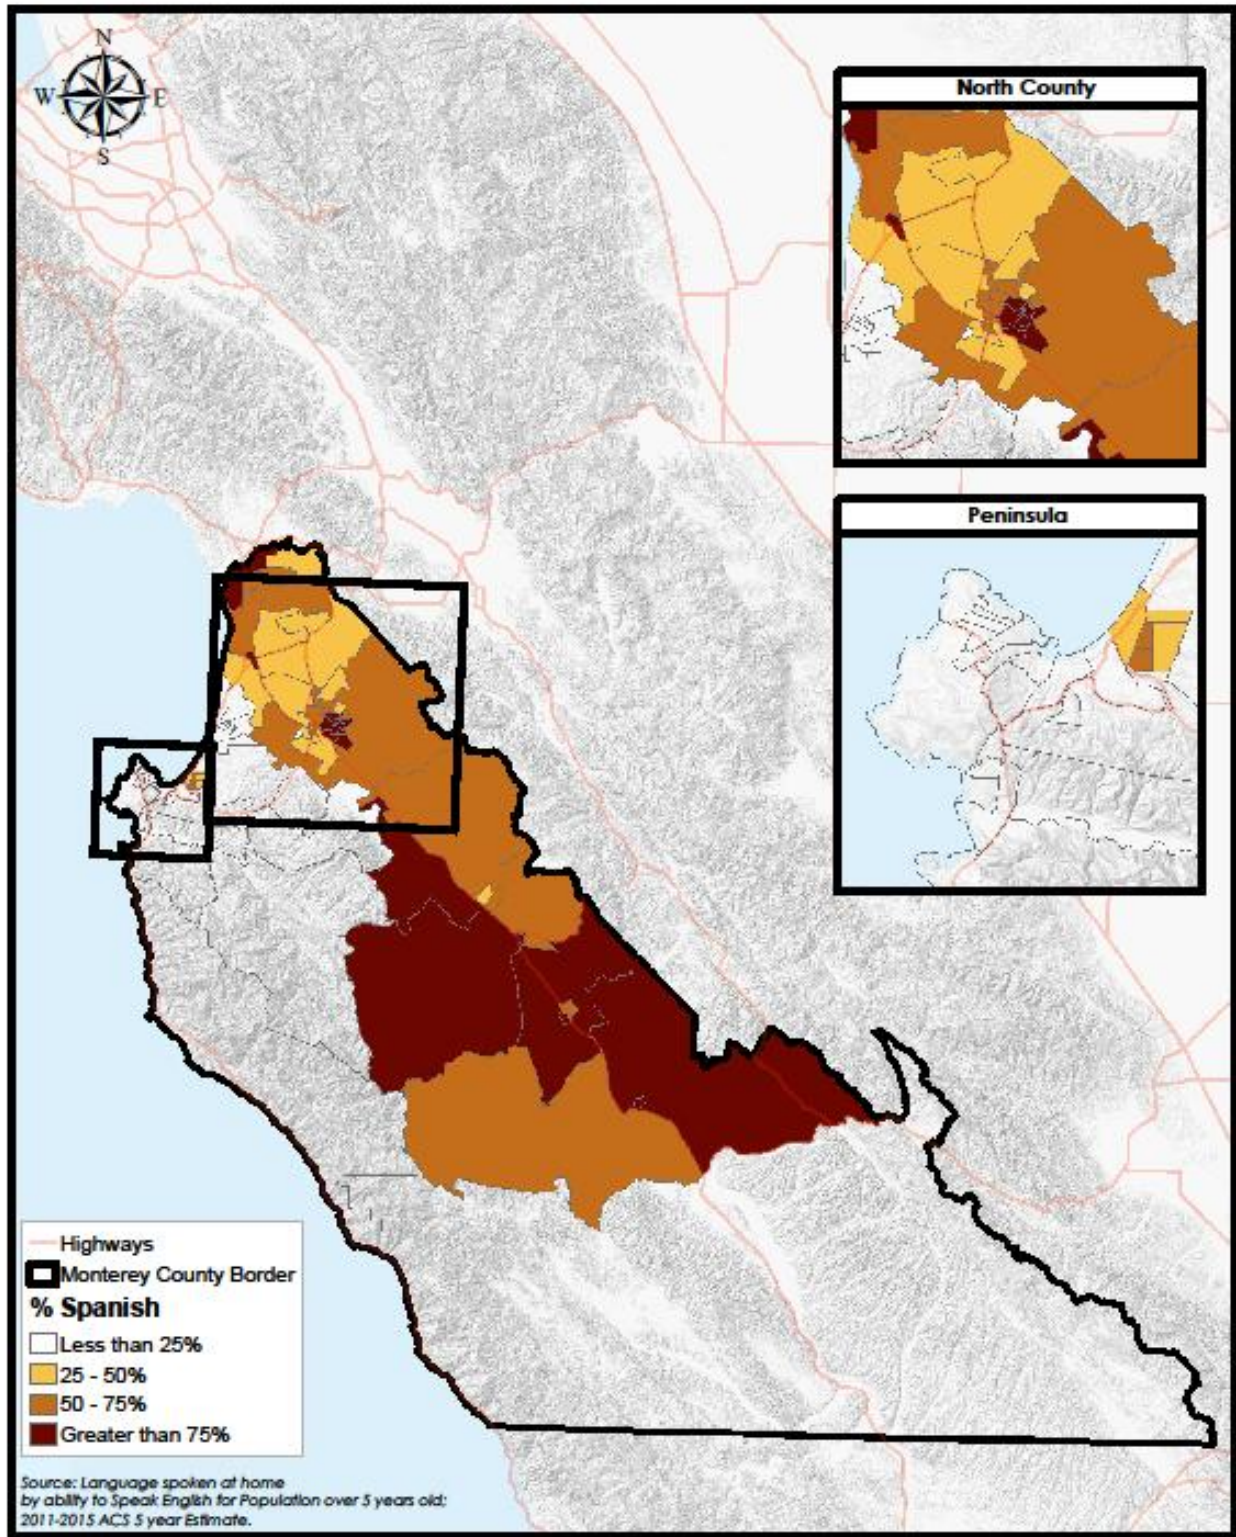 N
W E
S
North County
Peninsula
Highways
Monterey County Border
% Spanish
Less than 25%
25 - 50%
50 - 75%
Greater than 75%
Source: Language spoken at home
by ability to Speak English for Population over 5 years old;
2011-2015 ACS 5 year Estimate.